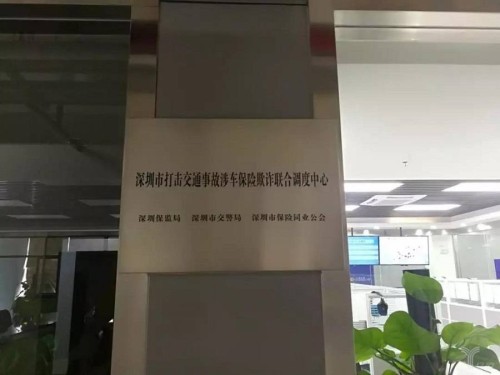 深圳市打击交通事故涉车保险欺诈联合调度中心
深圳保监局 深圳市交警局 深圳市保险同业公会